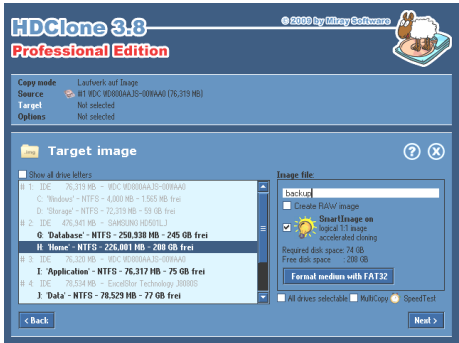 HDClone 3.8
Professional Edition
© 2009 by Miray Software
Copy mode Laufwerk auf Image
Source #1 WDC WD800AAJS-00WAA0 (76,319 MB)
Target Not selected
Options Not selected
.img Target image
Show all drive letters
# 1: IDE 76,319 MB - WDC WD800AAJS-00WAA0
C: 'Windows' - NTFS - 4,000 MB - 1,565 MB frei
D: 'Storage' - NTFS - 72,319 MB - 59 GB frei
# 2: IDE 476,941 MB - SAMSUNG HD501LJ
G: 'Database' - NTFS - 250,938 MB - 245 GB frei
H: 'Home' - NTFS - 226,001 MB - 208 GB frei
# 3: IDE 76,320 MB - WDC WD800AAJS-00WAA0
I: 'Application' - NTFS - 76,317 MB - 75 GB frei
# 4: IDE 78,534 MB - ExcelStor Technology J8080S
J: 'Data' - NTFS - 78,529 MB - 77 GB frei
Image file:
backup
Create RAW image
SmartImage on
logical 1:1 image
accelerated cloning
Required disk space: 74 GB
Free disk space : 208 GB
Format medium with FAT32
All drives selectable MultiCopy SpeedTest
< Back
Next >